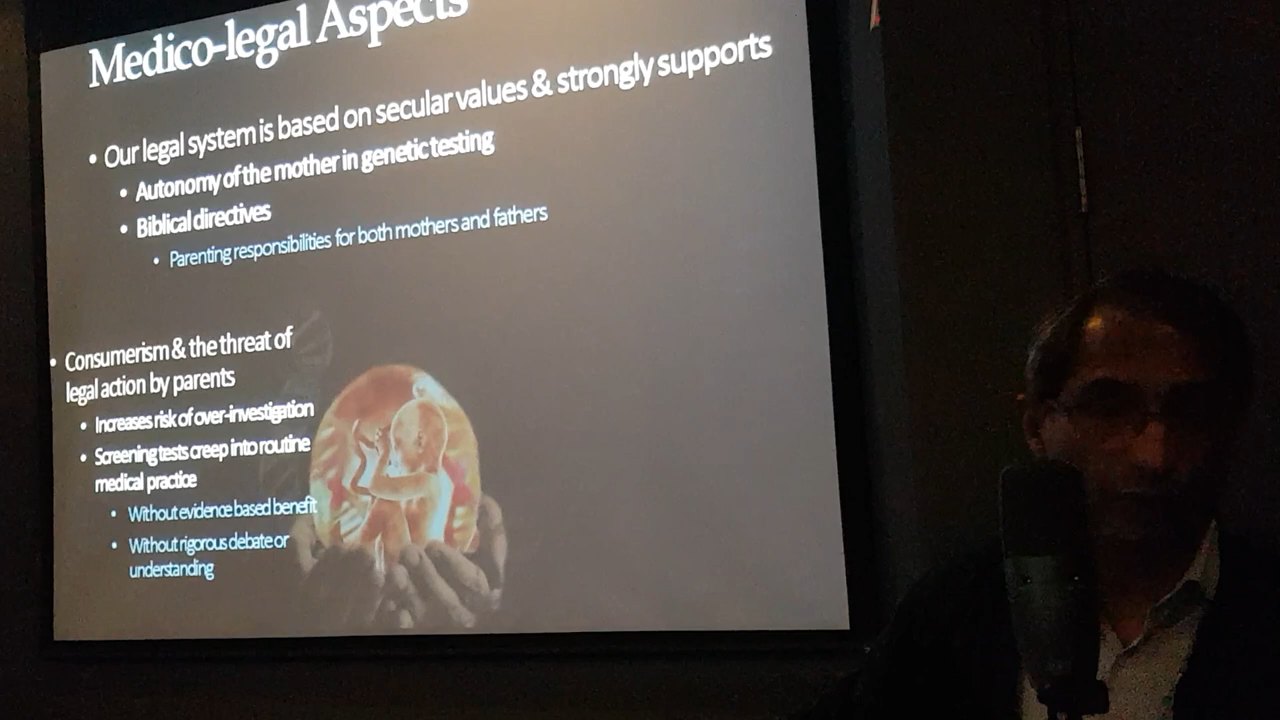 Medico-legal Aspects
• Our legal system is based on secular values & strongly supports
• Autonomy of the mother in genetic testing
• Biblical directives
• Parenting responsibilities for both mothers and fathers
• Consumerism & the threat of
legal action by parents
• Increases risk of over-investigation
• Screening tests creep into routine
medical practice
• Without evidence based benefit
• Without rigorous debate or
understanding